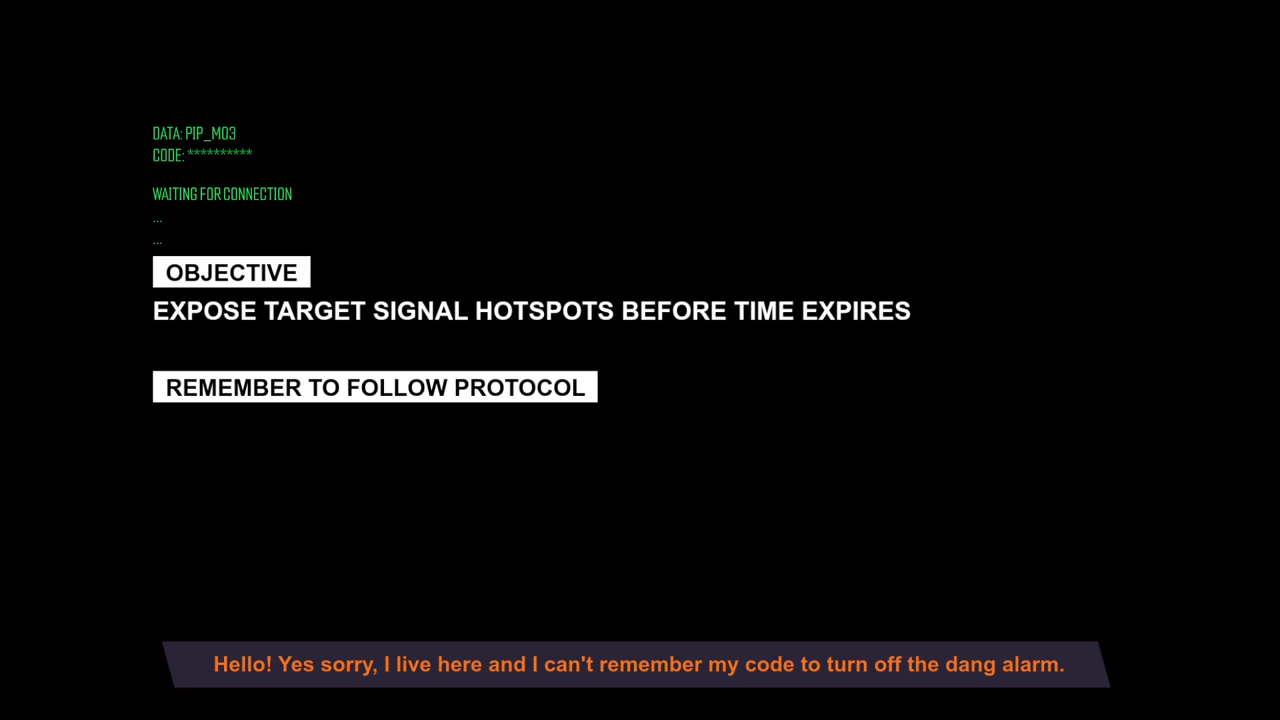 DATA: PIP_M03
CODE: **********
WAITING FOR CONNECTION
...
...
OBJECTIVE
EXPOSE TARGET SIGNAL HOTSPOTS BEFORE TIME EXPIRES
REMEMBER TO FOLLOW PROTOCOL
Hello! Yes sorry, I live here and I can't remember my code to turn off the dang alarm.